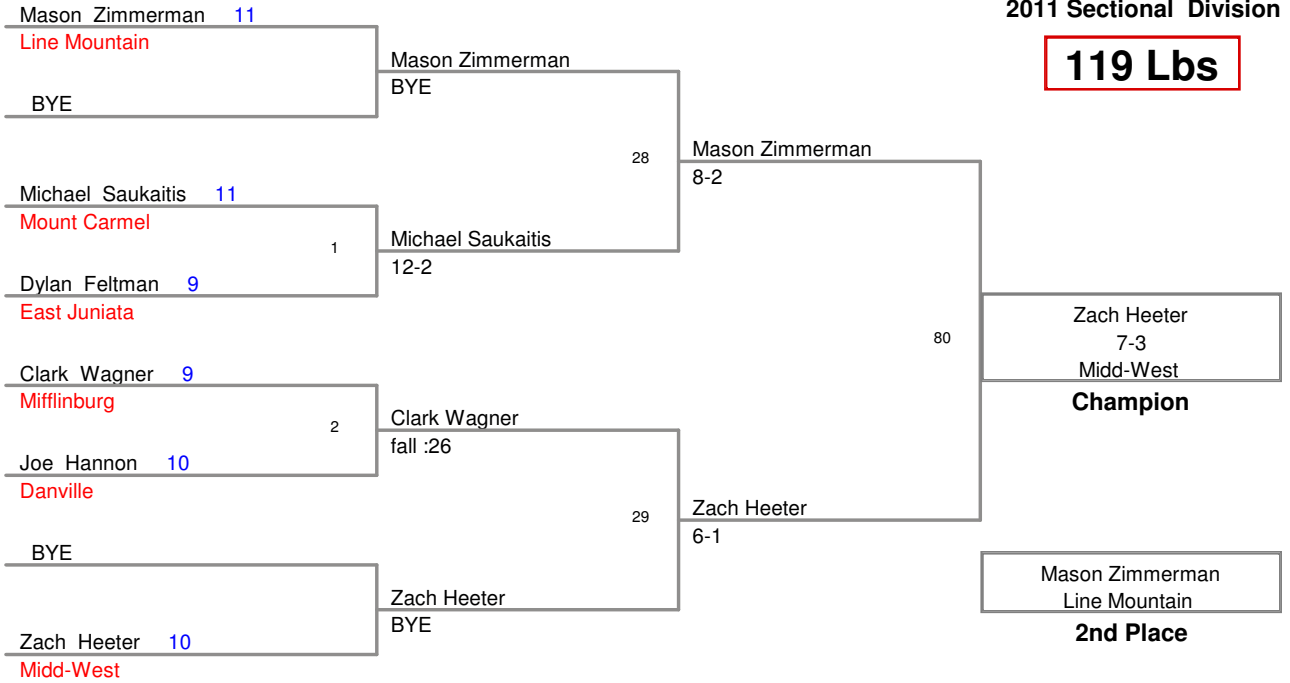 2011 Sectional Division
119 Lbs
Mason Zimmerman 11
Line Mountain
BYE
Mason Zimmerman
BYE
Michael Saukaitis 11
Mount Carmel
1
Dylan Feltman 9
East Juniata
Michael Saukaitis
12-2
28
Mason Zimmerman
8-2
Clark Wagner 9
Mifflinburg
2
Joe Hannon 10
Danville
Clark Wagner
fall :26
BYE
Zach Heeter 10
Midd-West
Zach Heeter
BYE
29
Zach Heeter
6-1
80
Zach Heeter
7-3
Midd-West
Champion
Mason Zimmerman
Line Mountain
2nd Place